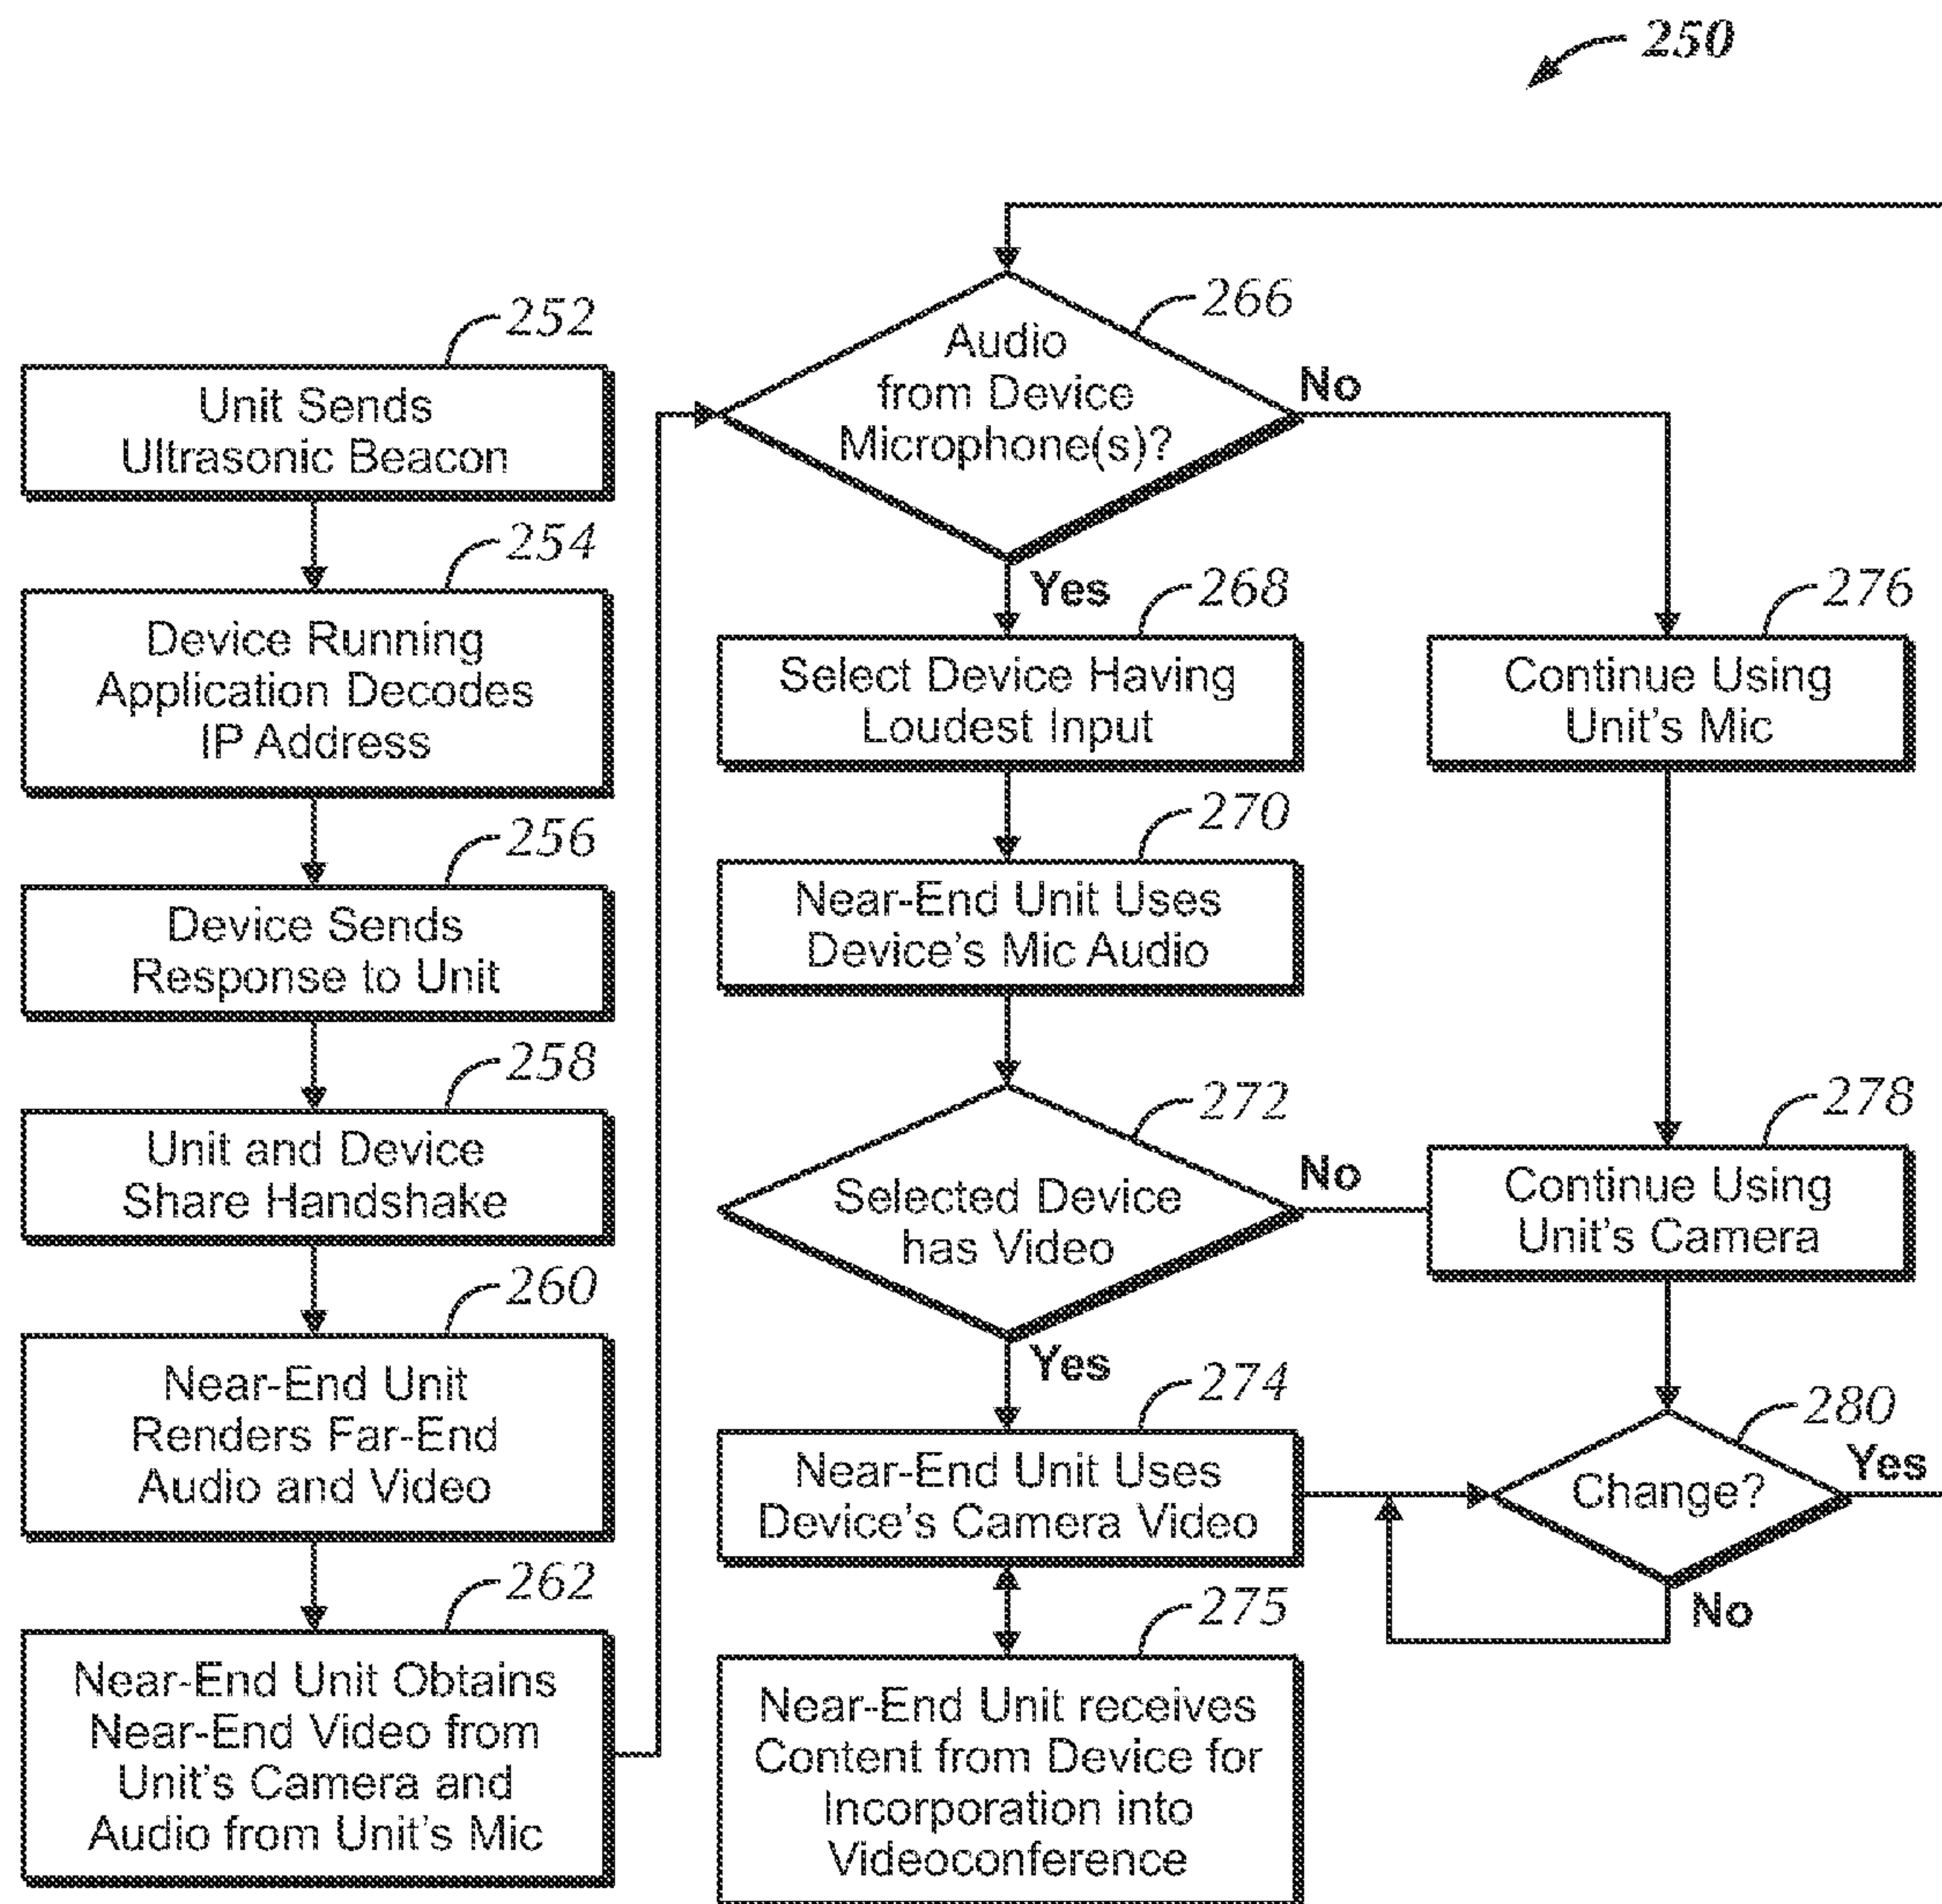 250
252
Unit Sends
Ultrasonic Beacon
254
Device Running
Application Decodes
IP Address
256
Device Sends
Response to Unit
258
Unit and Device
Share Handshake
260
Near-End Unit
Renders Far-End
Audio and Video
262
Near-End Unit Obtains
Near-End Video from
Unit's Camera and
Audio from Unit's Mic
266
Audio
from Device
Microphone(s)?
No
Yes
268
Select Device Having
Loudest Input
270
Near-End Unit Uses
Device's Mic Audio
272
Selected Device
has Video
No
Yes
274
Near-End Unit Uses
Device's Camera Video
275
Near-End Unit receives
Content from Device for
Incorporation into
Videoconference
276
Continue Using
Unit's Mic
278
Continue Using
Unit's Camera
280
Change?
Yes
No